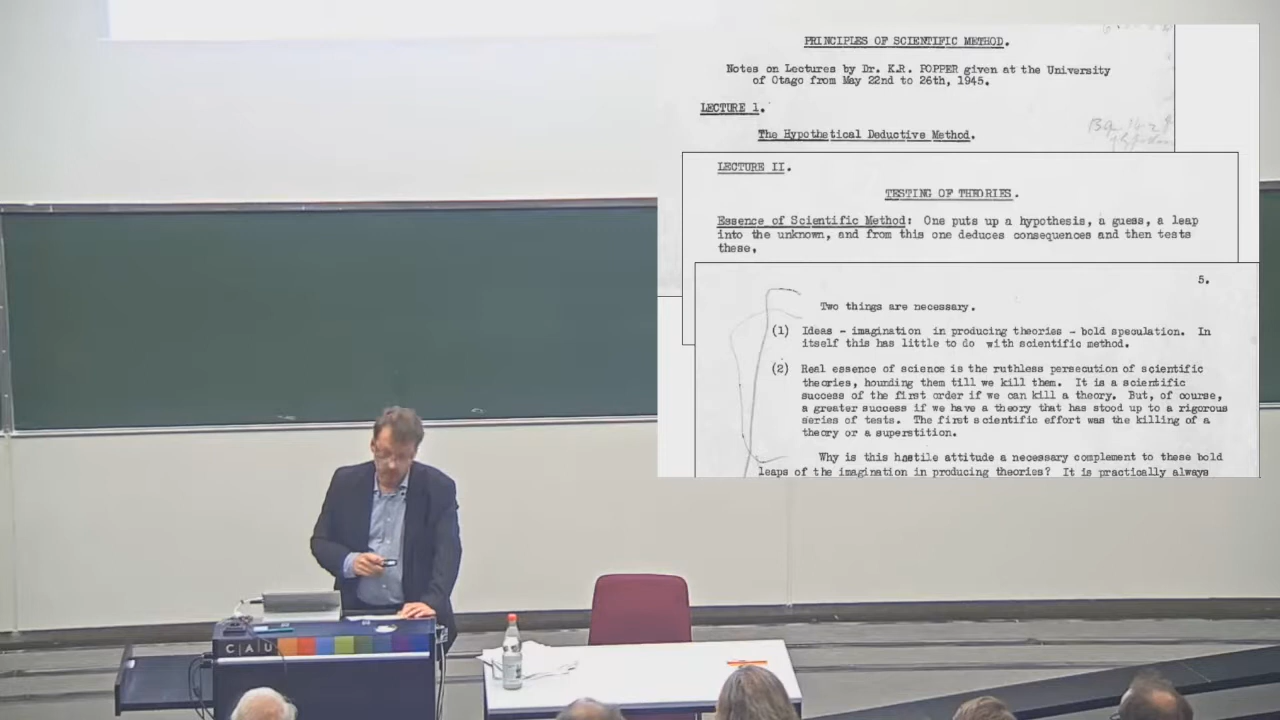 PRINCIPLES OF SCIENTIFIC METHOD.
Notes on Lectures by Dr. K.R. POPPER given at the University
of Otago from May 22nd to 26th, 1945.
LECTURE 1.
The Hypothetical Deductive Method.
LECTURE II.
TESTING OF THEORIES.
Essence of Scientific Method: One puts up a hypothesis, a guess, a leap
into the unknown, and from this one deduces consequences and then tests
these.
5.
Two things are necessary.
(1) Ideas - imagination in producing theories - bold speculation. In
itself this has little to do with scientific method.
(2) Real essence of science is the ruthless persecution of scientific
theories, hounding them till we kill them. It is a scientific
success of the first order if we can kill a theory. But, of course,
a greater success if we have a theory that has stood up to a rigorous
series of tests. The first scientific effort was the killing of a
theory or a superstition.
Why is this hostile attitude a necessary complement to these bold
leaps of the imagination in producing theories? It is practically always
C|A|U